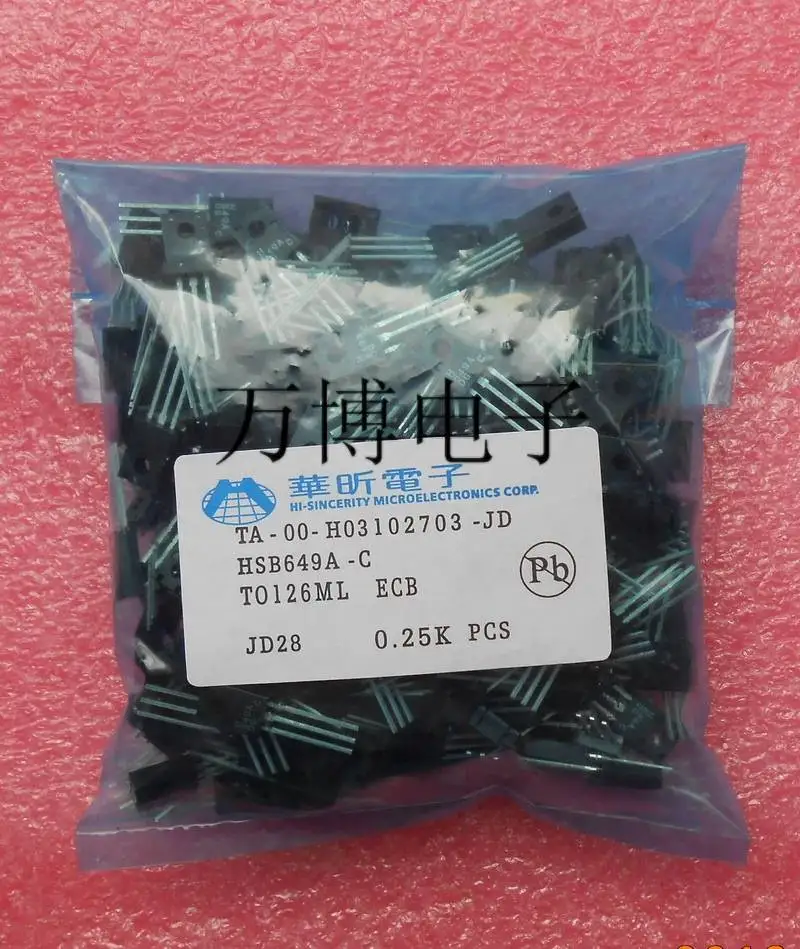 万博电子
華昕電子
HI-SINCERITY MICROELECTRONICS CORP.
TA-00-H03102703-JD
HSB649A-C
Pb
TO126ML ECB
JD28 0.25K PCS